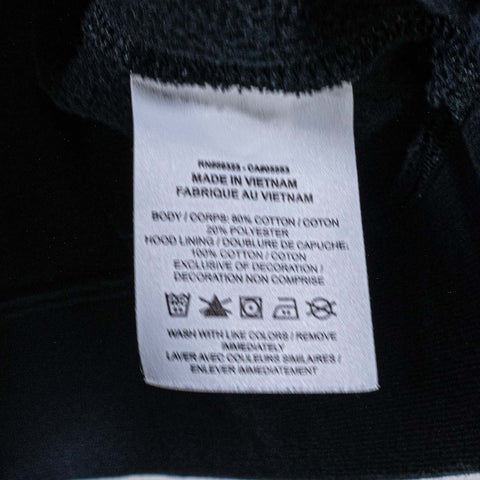 MADE IN VIETNAM
FABRIQUE AU VIETNAM
BODY / CORPS: 80% COTTON / COTON
20% POLYESTER
HOOD LINING / DOUBLURE DE CAPUCHE:
100% COTTON / COTON
EXCLUSIVE OF DECORATION /
DECORATION NON COMPRISE
WASH WITH LIKE COLORS / REMOVE
IMMEDIATELY
LAVER AVEC COULEURS SIMILAIRES /
ENLEVER IMMEDIATEMENT